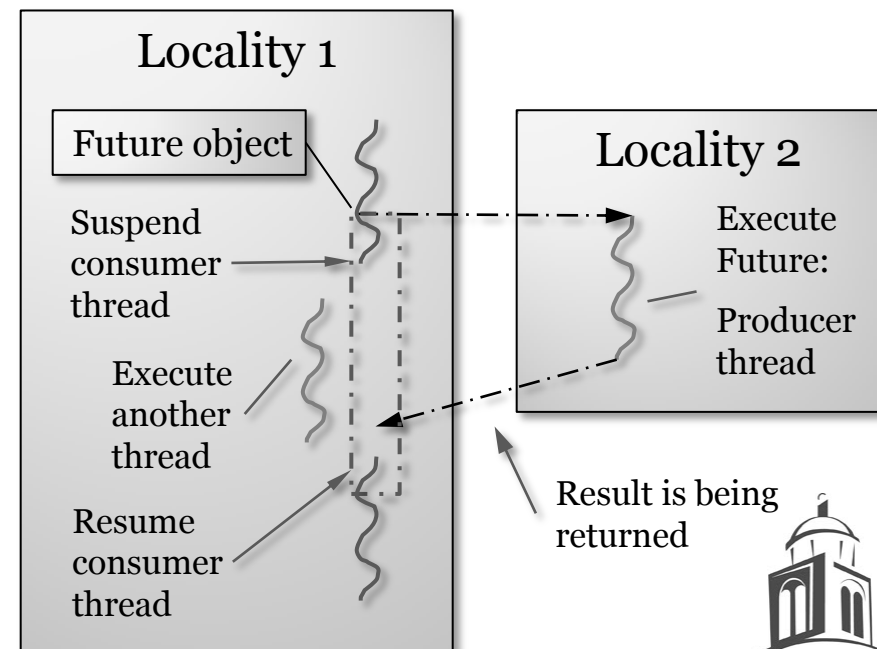 Locality 1
Future object
Suspend
consumer
thread
Execute
another
thread
Resume
consumer
thread
Locality 2
Execute
Future:
Producer
thread
Result is being
returned